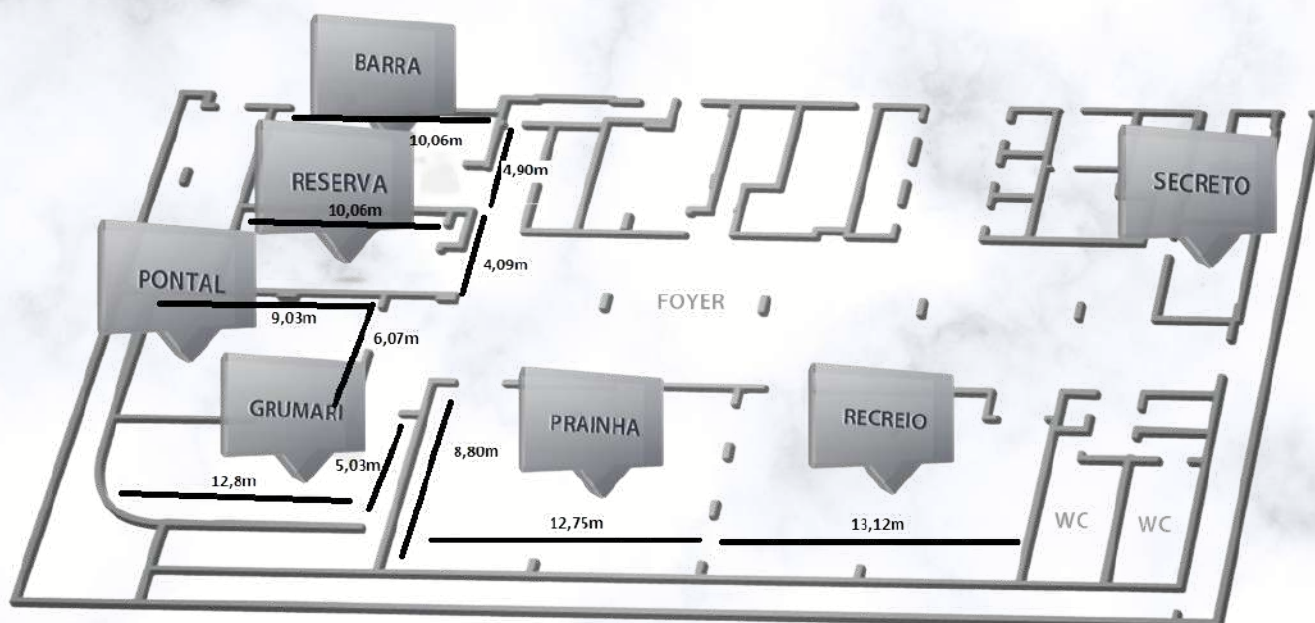 BARRA
10,06m
4,90m
RESERVA
10,06m
SECRETO
4,09m
PONTAL
FOYER
9,03m
6,07m
GRUMARI
PRAINHA
RECREIO
8,80m
5,03m
12,8m
12,75m
13,12m
WC
WC